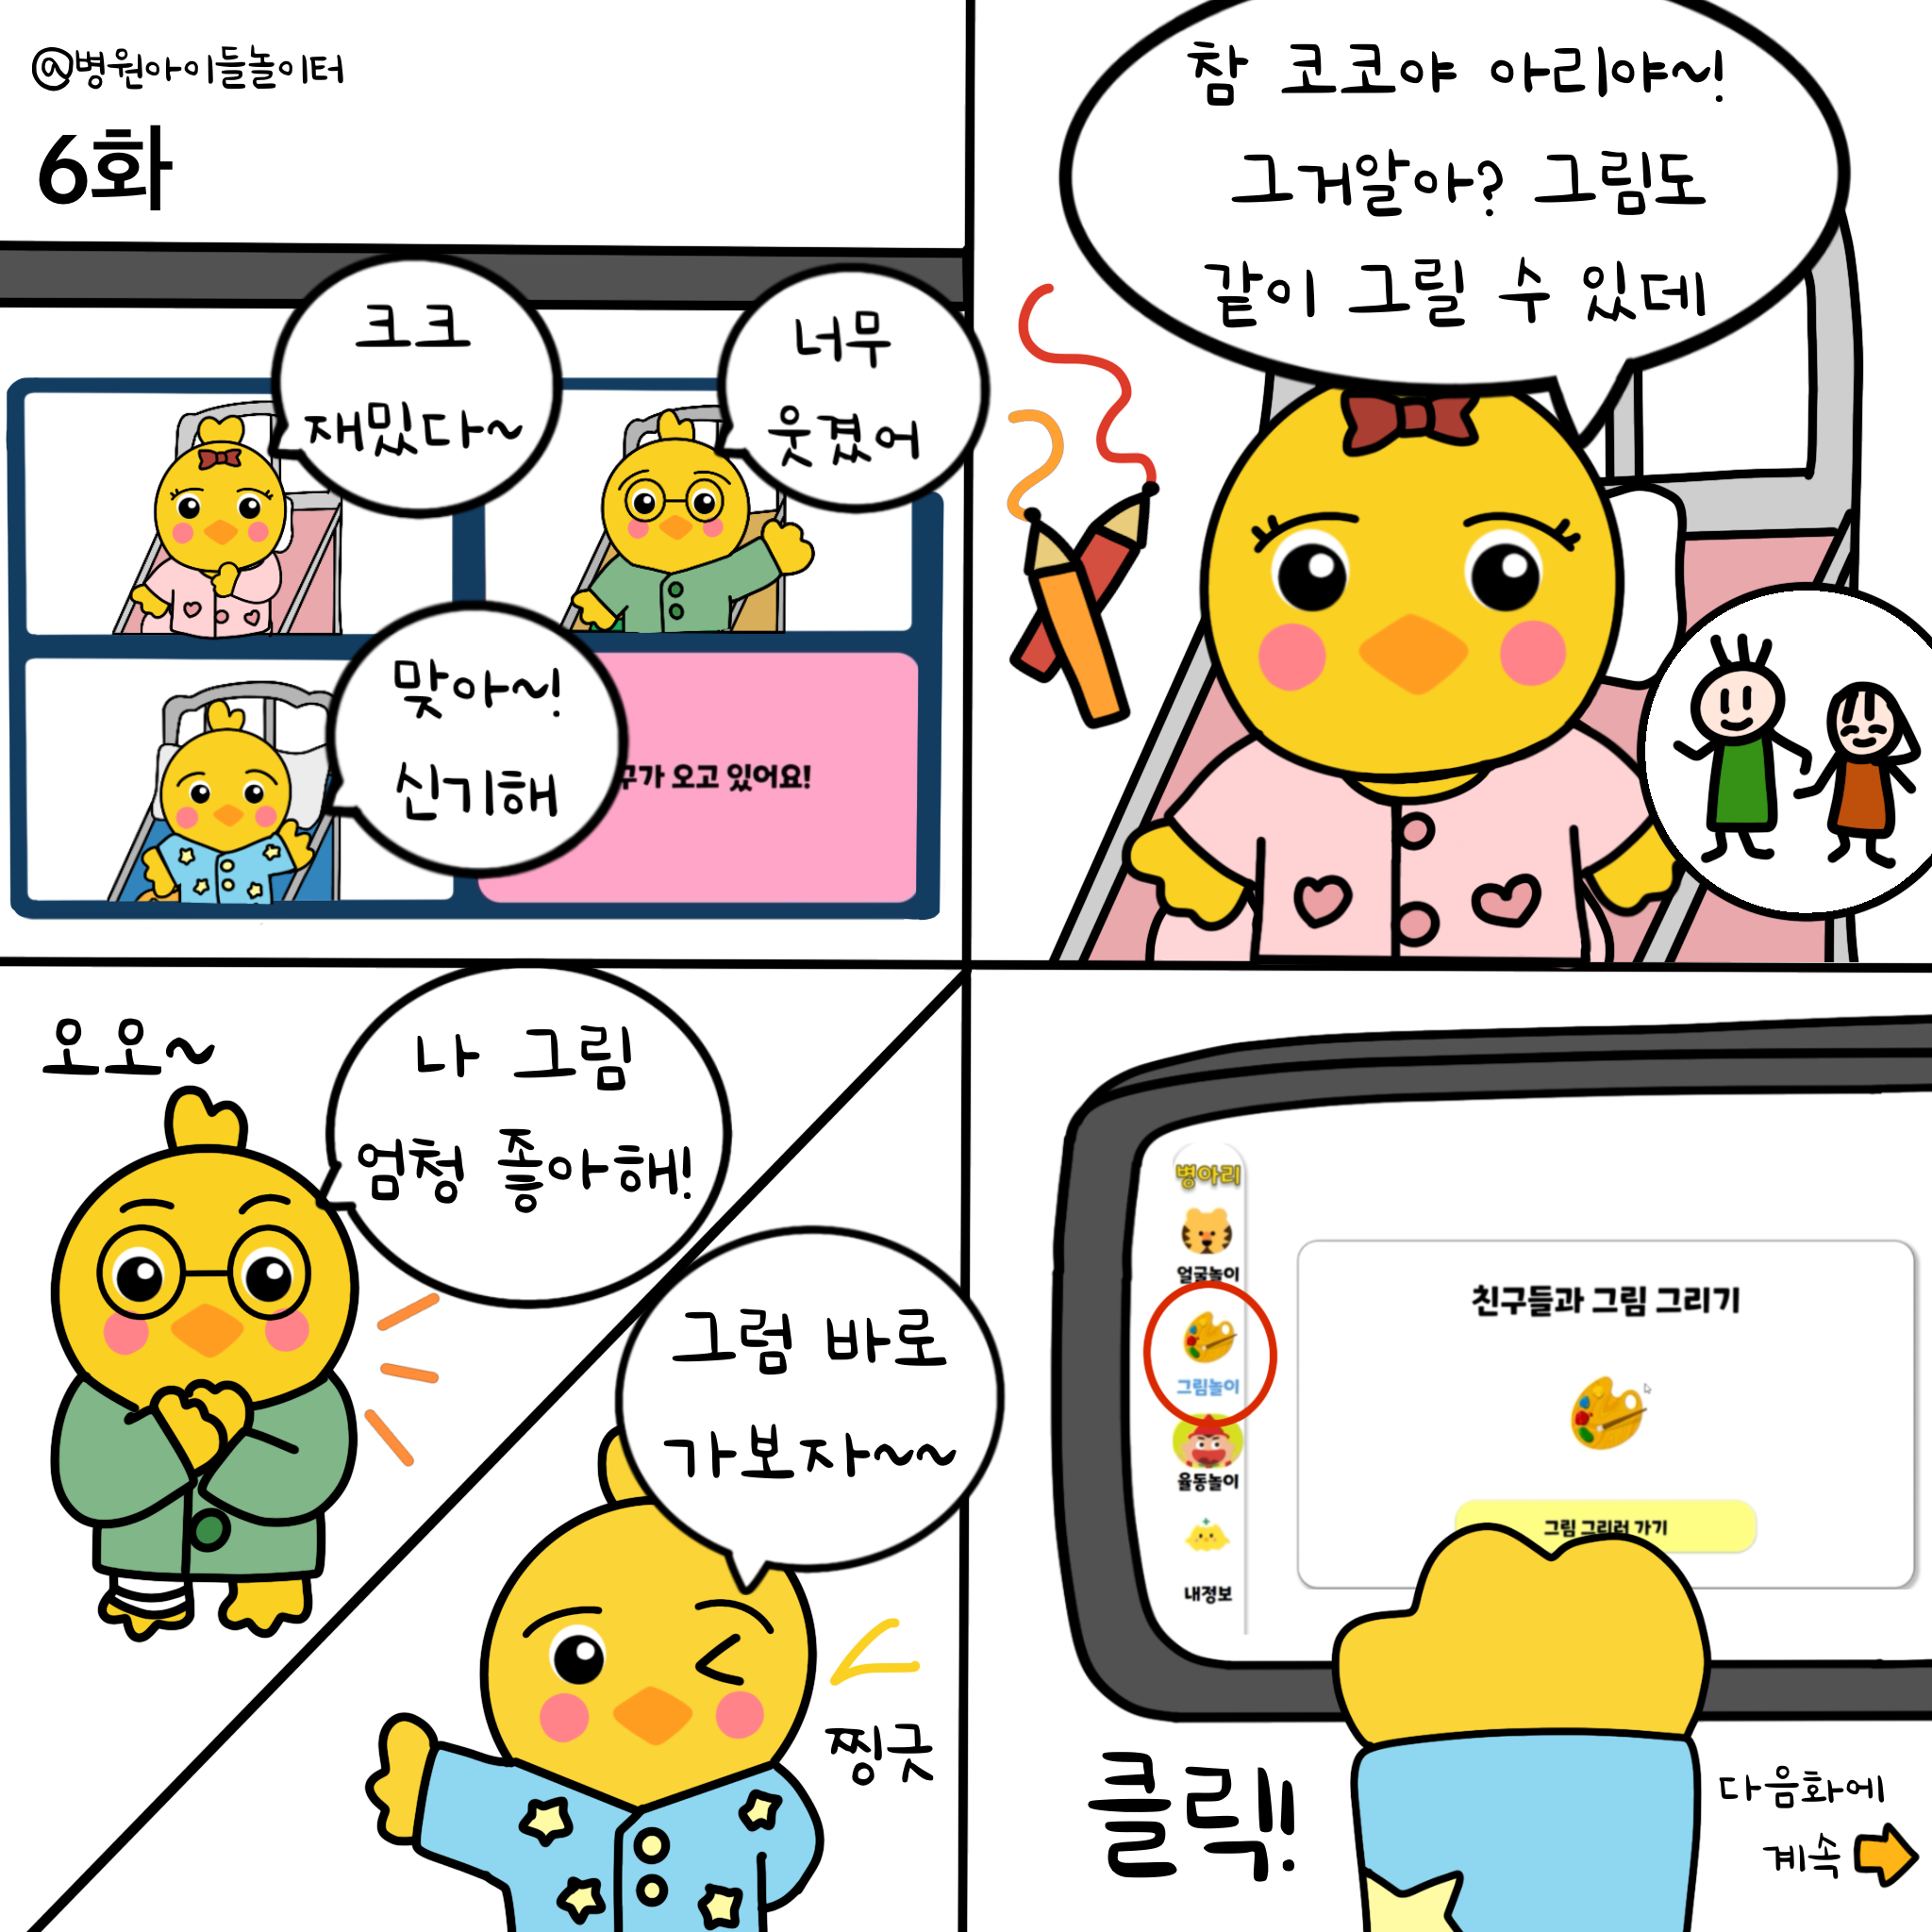 @병원아이들놀이터
6화
크크
재밌다~
너무
웃겼어
맞아~!
신기해
가 오고 있어요!
참 코코야 아리야~!
그거알아? 그림도
같이 그릴 수 있데
오오~
나 그림
엄청 좋아해!
그럼 바로
가보자~~
찡긋
병아리
얼굴놀이
그림놀이
율동놀이
내정보
친구들과 그림 그리기
그림 그리러 가기
클릭!
다음화에
계속